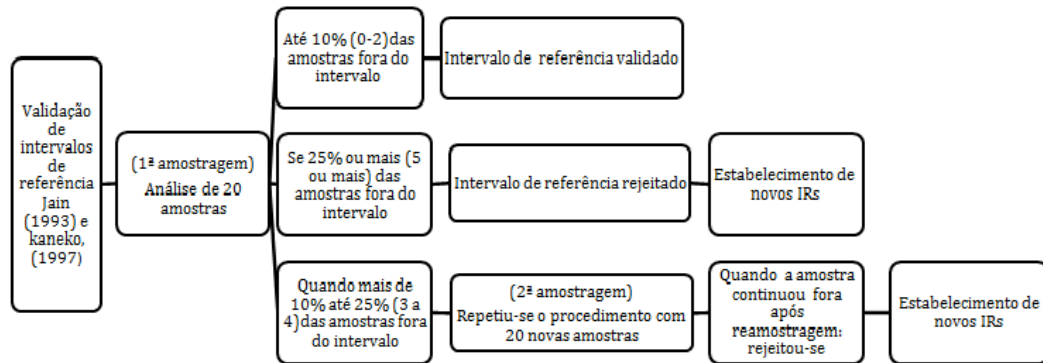 Validação
de
intervalos
de
referência
Jain
(1993) e
kaneko,
(1997)
(1ª amostragem)
Análise de 20
amostras
Até 10% (0-2)das
amostras fora do
intervalo
Intervalo de referência validado
Se 25% ou mais (5
ou mais) das
amostras fora do
intervalo
Intervalo de referência rejeitado
Estabelecimento de
novos IRs
Quando mais de
10% até 25% (3 a
4)das amostras fora
do intervalo
(2ª amostragem)
Repetiu-se o procedimento com
20 novas amostras
Quando a amostra
continuou fora
após
reamostragem:
rejeitou-se
Estabelecimento de
novos IRs